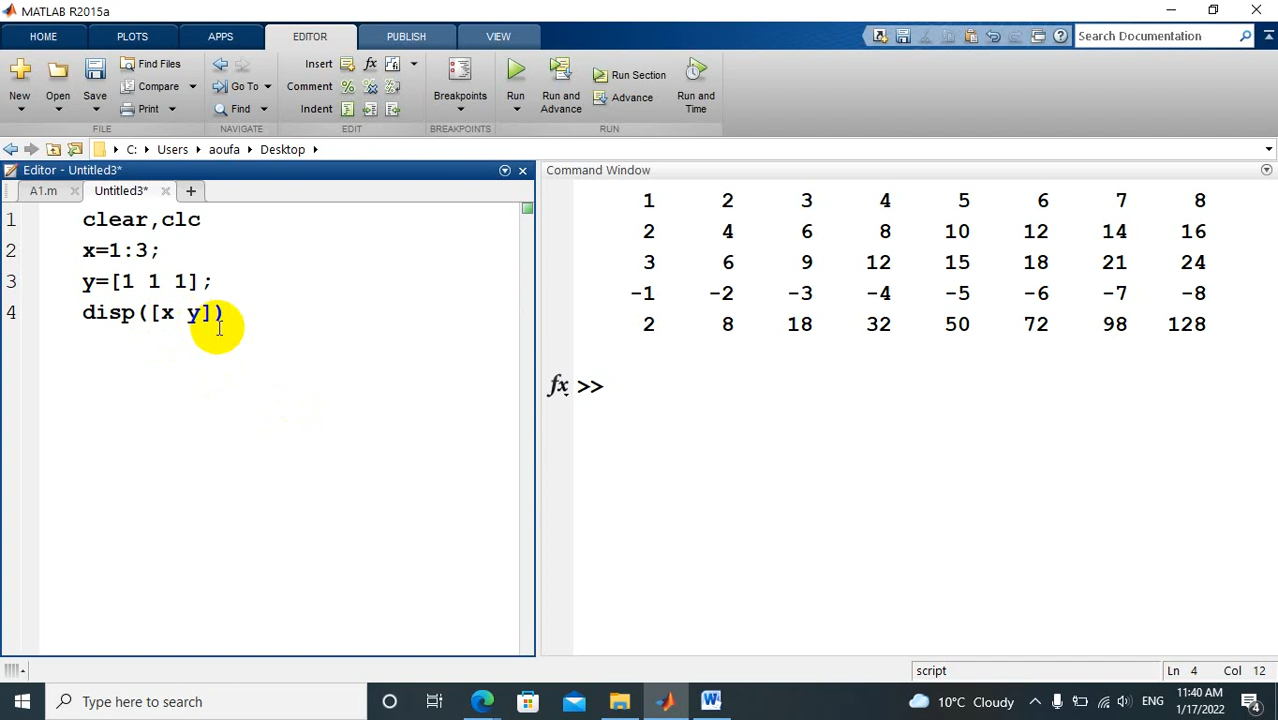 MATLAB R2015a
HOME PLOTS APPS EDITOR PUBLISH VIEW Search Documentation
New Open Save Find Files Compare Print Go To Find Insert Comment Indent Breakpoints Run Run and Advance Run Section Advance Run and Time
FILE NAVIGATE EDIT BREAKPOINTS RUN
C: Users aoufa Desktop
Editor - Untitled3*
A1.m Untitled3*
1 clear,clc
2 x=1:3;
3 y=[1 1 1];
4 disp([x y])
Command Window
1 2 3 4 5 6 7 8
2 4 6 8 10 12 14 16
3 6 9 12 15 18 21 24
-1 -2 -3 -4 -5 -6 -7 -8
2 8 18 32 50 72 98 128
fx >>
script Ln 4 Col 12
Type here to search
10°C Cloudy ENG 11:40 AM
1/17/2022
4